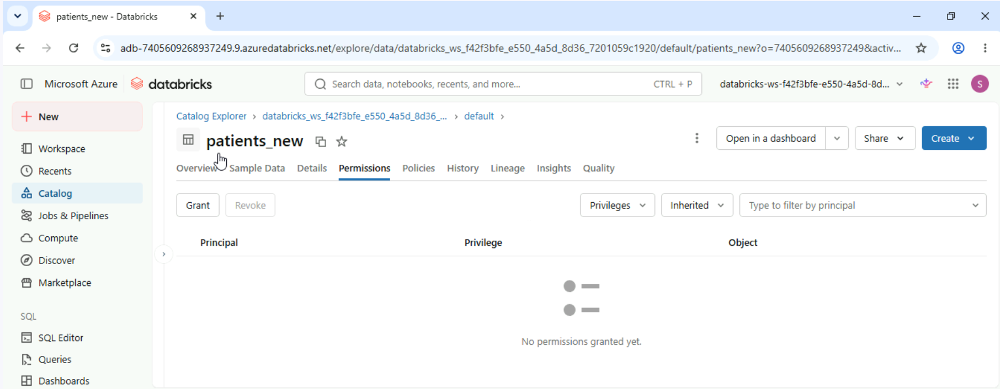 patients_new - Databricks
adb-7405609268937249.9.azuredatabricks.net/explore/data/databricks_ws_f42f3bfe_e550_4a5d_8d36_7201059c1920/default/patients_new?o=7405609268937249&activ...
Microsoft Azure databricks Search data, notebooks, recents, and more... CTRL + P databricks-ws-f42f3bfe-e550-4a5d-8d... S
New
Workspace
Recents
Catalog
Jobs & Pipelines
Compute
Discover
Marketplace
SQL
SQL Editor
Queries
Dashboards
Catalog Explorer > databricks_ws_f42f3bfe_e550_4a5d_8d36_... > default >
patients_new Open in a dashboard Share Create
Overview Sample Data Details Permissions Policies History Lineage Insights Quality
Grant Revoke Privileges Inherited Type to filter by principal
Principal Privilege Object
No permissions granted yet.